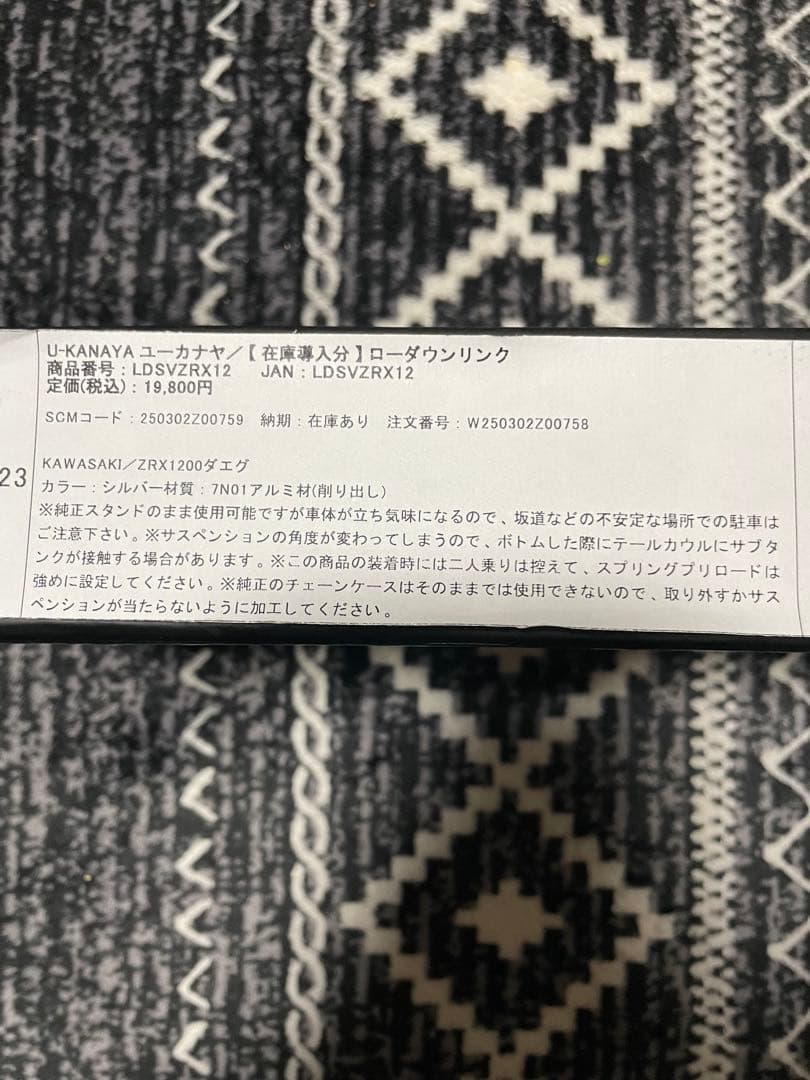 U-KANAYA ユーカナヤ／【 在庫導入分 】ローダウンリンク
商品番号：LDSVZRX12 JAN：LDSVZRX12
定価(税込)：19,800円
SCMコード：250302Z00759 納期：在庫あり 注文番号：W250302Z00758
23
KAWASAKI／ZRX1200ダエグ
カラー：シルバー材質：7N01アルミ材(削り出し)
※純正スタンドのまま使用可能ですが車体が立ち気味になるので、坂道などの不安定な場所での駐車は
ご注意下さい。※サスペンションの角度が変わってしまうので、ボトムした際にテールカウルにサブタ
ンクが接触する場合があります。※この商品の装着時には二人乗りは控えて、スプリングプリロードは
強めに設定してください。※純正のチェーンケースはそのままでは使用できないので、取り外すかサス
ペンションが当たらないように加工してください。